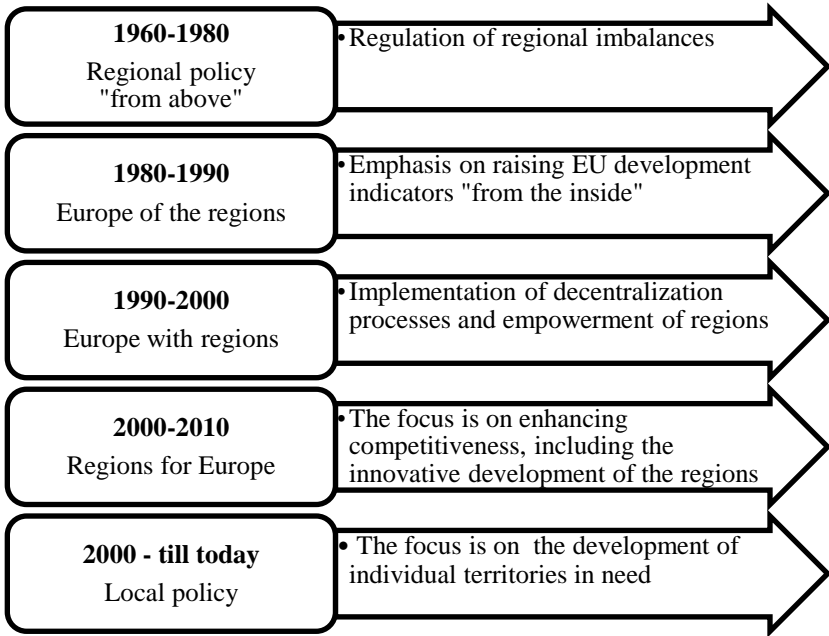 1960-1980
Regional policy
"from above"
•Regulation of regional imbalances
1980-1990
Europe of the regions
•Emphasis on raising EU development
indicators "from the inside"
1990-2000
Europe with regions
•Implementation of decentralization
processes and empowerment of regions
2000-2010
Regions for Europe
•The focus is on enhancing
competitiveness, including the
innovative development of the regions
2000 - till today
Local policy
• The focus is on  the development of
individual territories in need